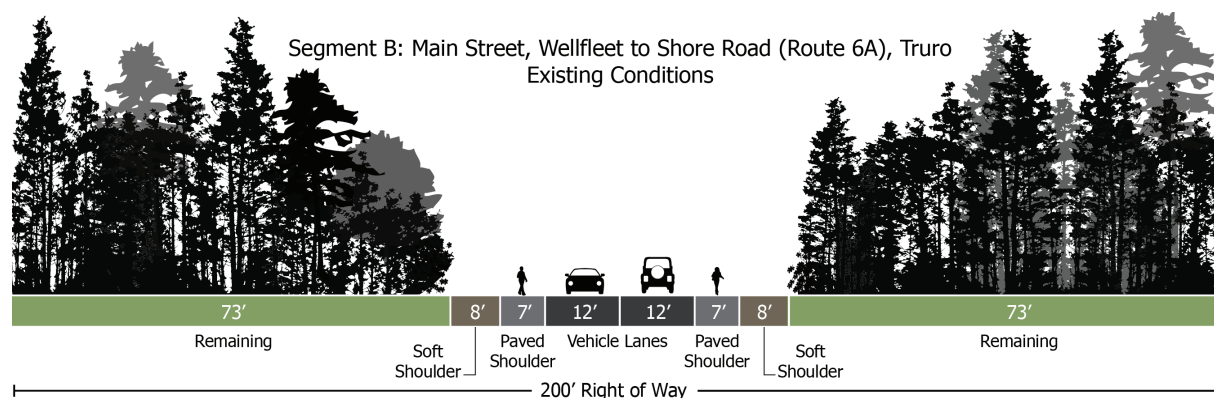 Segment B: Main Street, Wellfleet to Shore Road (Route 6A), Truro
Existing Conditions
73’ 8’ 7’ 12’ 12’ 7’ 8’ 73’
Remaining
Soft
Shoulder
Paved
Shoulder
Vehicle Lanes
Paved
Shoulder
Soft
Shoulder
Remaining
200’ Right of Way